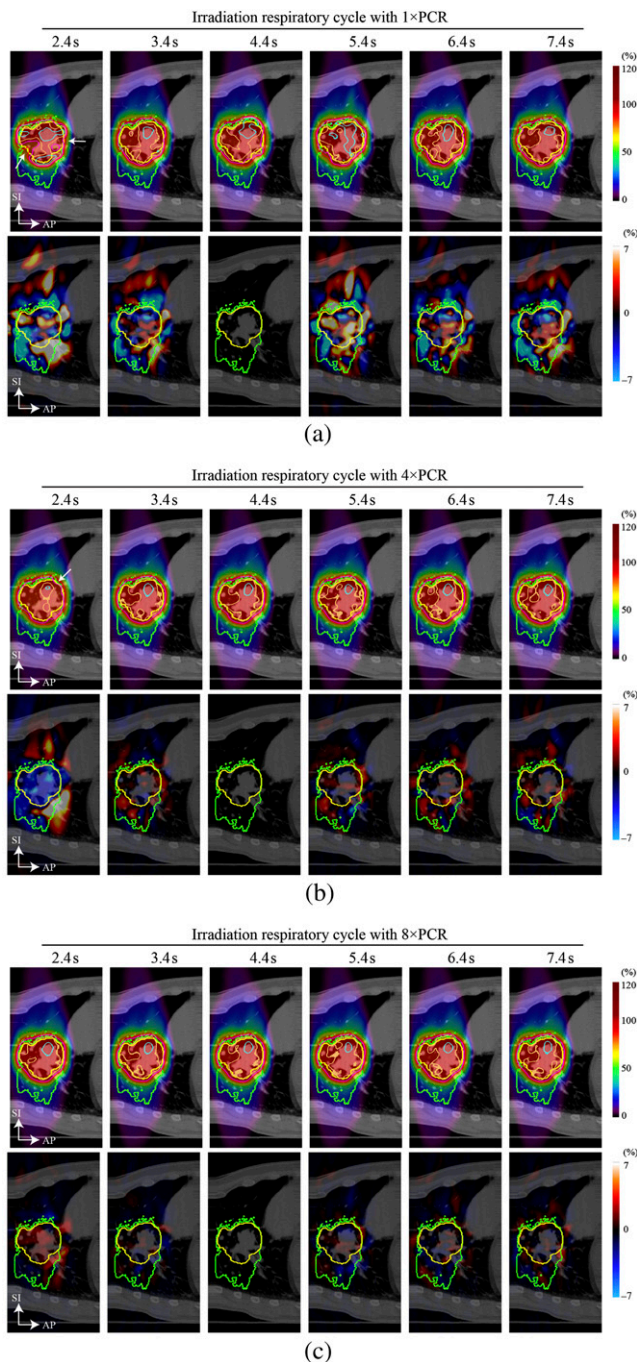 Irradiation respiratory cycle with 1×PCR
2.4s 3.4s 4.4s 5.4s 6.4s 7.4s
(%)
120
100
50
0
SI
AP
(%)
7
0
−7
SI
AP
(a)
Irradiation respiratory cycle with 4×PCR
2.4s 3.4s 4.4s 5.4s 6.4s 7.4s
(%)
120
100
50
0
SI
AP
(%)
7
0
−7
SI
AP
(b)
Irradiation respiratory cycle with 8×PCR
2.4s 3.4s 4.4s 5.4s 6.4s 7.4s
(%)
120
100
50
0
SI
AP
(%)
7
0
−7
SI
AP
(c)